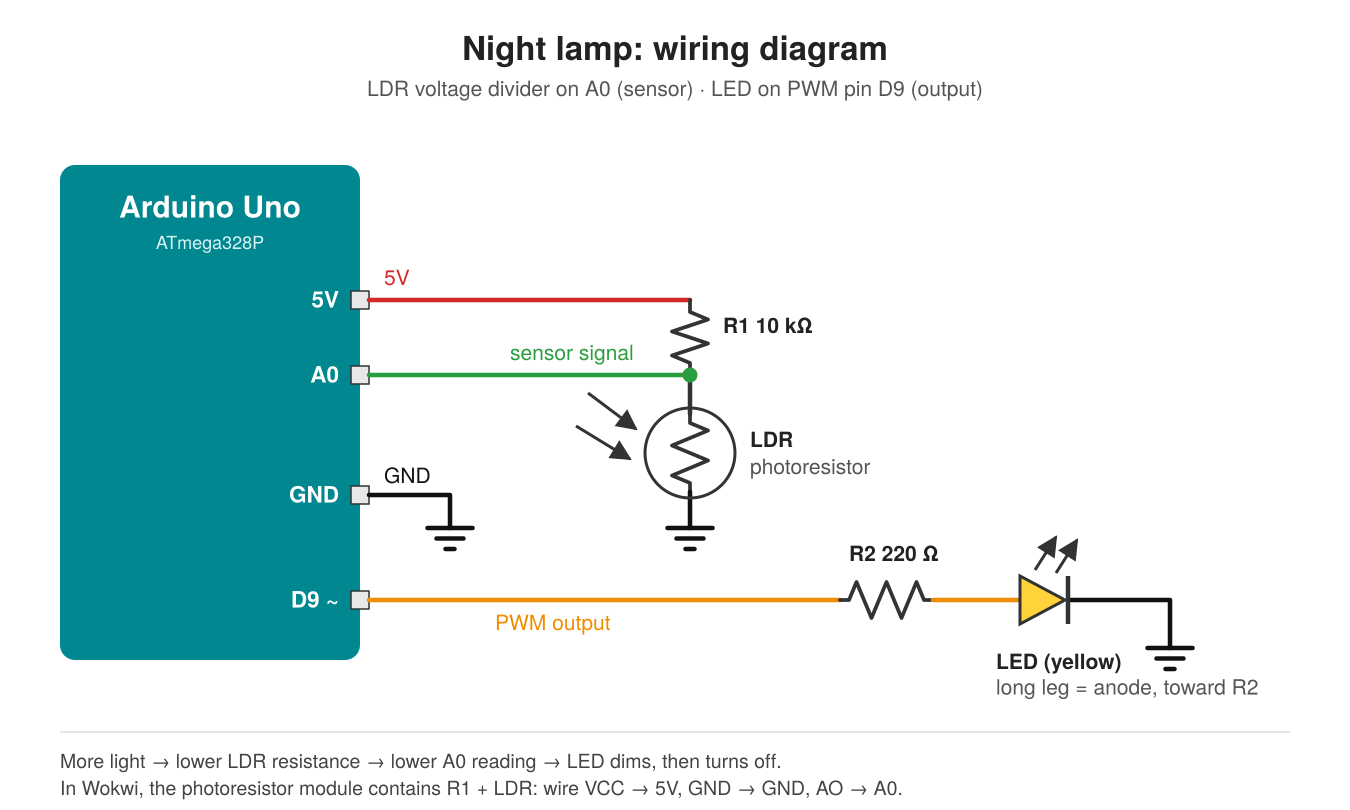 Night lamp: wiring diagram
LDR voltage divider on A0 (sensor) · LED on PWM pin D9 (output)
Arduino Uno
ATmega328P
5V
5V
R1 10 kΩ
sensor signal
A0
LDR
photoresistor
GND
GND
R2 220 Ω
D9 ~
PWM output
LED (yellow)
long leg = anode, toward R2
More light → lower LDR resistance → lower A0 reading → LED dims, then turns off.
In Wokwi, the photoresistor module contains R1 + LDR: wire VCC → 5V, GND → GND, AO → A0.